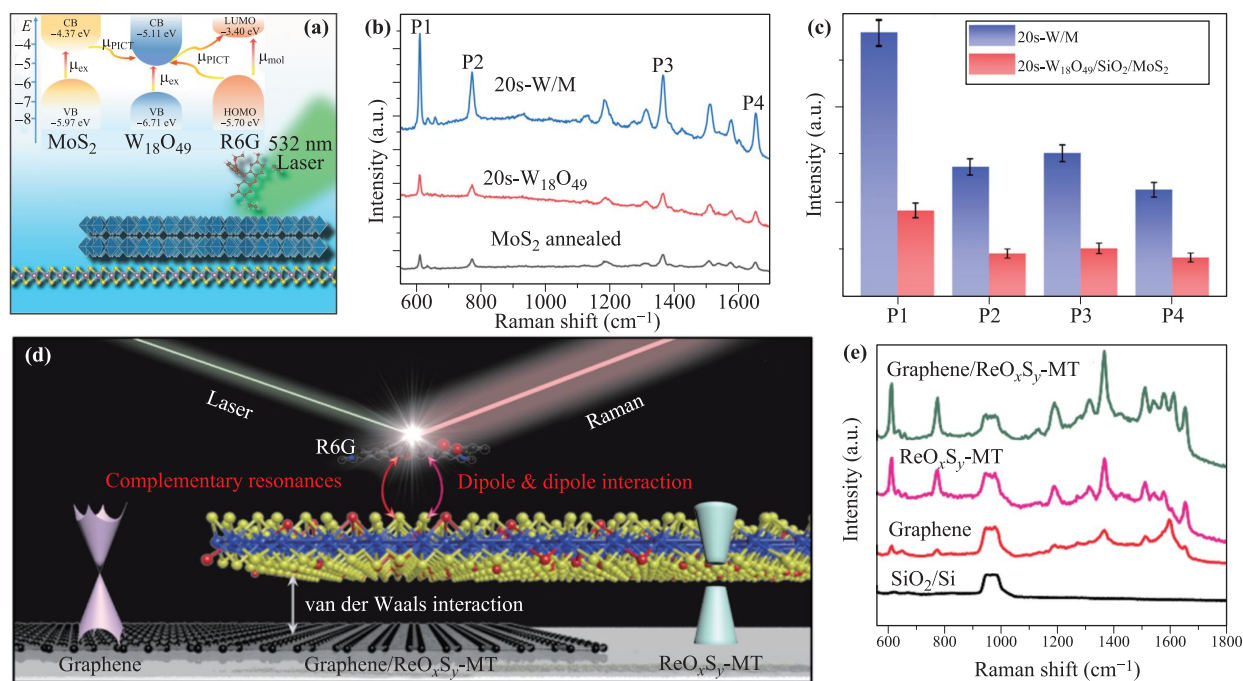 (a)
E
−4
−5
−6
−7
−8
CB
−4.37 eV
CB
−5.11 eV
LUMO
−3.40 eV
μPICT
μPICT
μex
μex
μmol
VB
−5.97 eV
VB
−6.71 eV
HOMO
−5.70 eV
MoS2
W18O49
R6G
532 nm
Laser
(b)
P1
P2
P3
P4
20s-W/M
20s-W18O49
MoS2 annealed
Intensity (a.u.)
600 800 1000 1200 1400 1600
Raman shift (cm−1)
(c)
20s-W/M
20s-W18O49/SiO2/MoS2
Intensity (a.u.)
P1 P2 P3 P4
(d)
Laser
Raman
R6G
Complementary resonances
Dipole & dipole interaction
van der Waals interaction
Graphene
Graphene/ReOxSy-MT
ReOxSy-MT
(e)
Graphene/ReOxSy-MT
ReOxSy-MT
Graphene
SiO2/Si
Intensity (a.u.)
600 800 1000 1200 1400 1600 1800
Raman shift (cm−1)